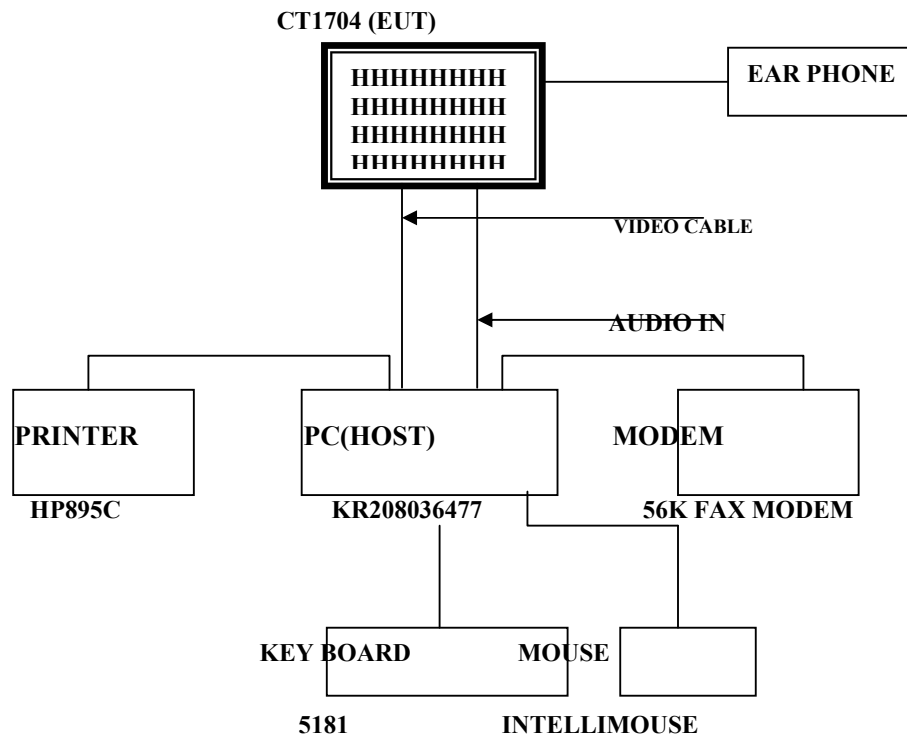 CT1704 (EUT)
HHHHHHHH
HHHHHHHH
HHHHHHHH
HHHHHHHH
EAR PHONE
VIDEO CABLE
AUDIO IN
PRINTER
PC(HOST)
MODEM
HP895C
KR208036477
56K FAX MODEM
KEY BOARD
MOUSE
5181
INTELLIMOUSE